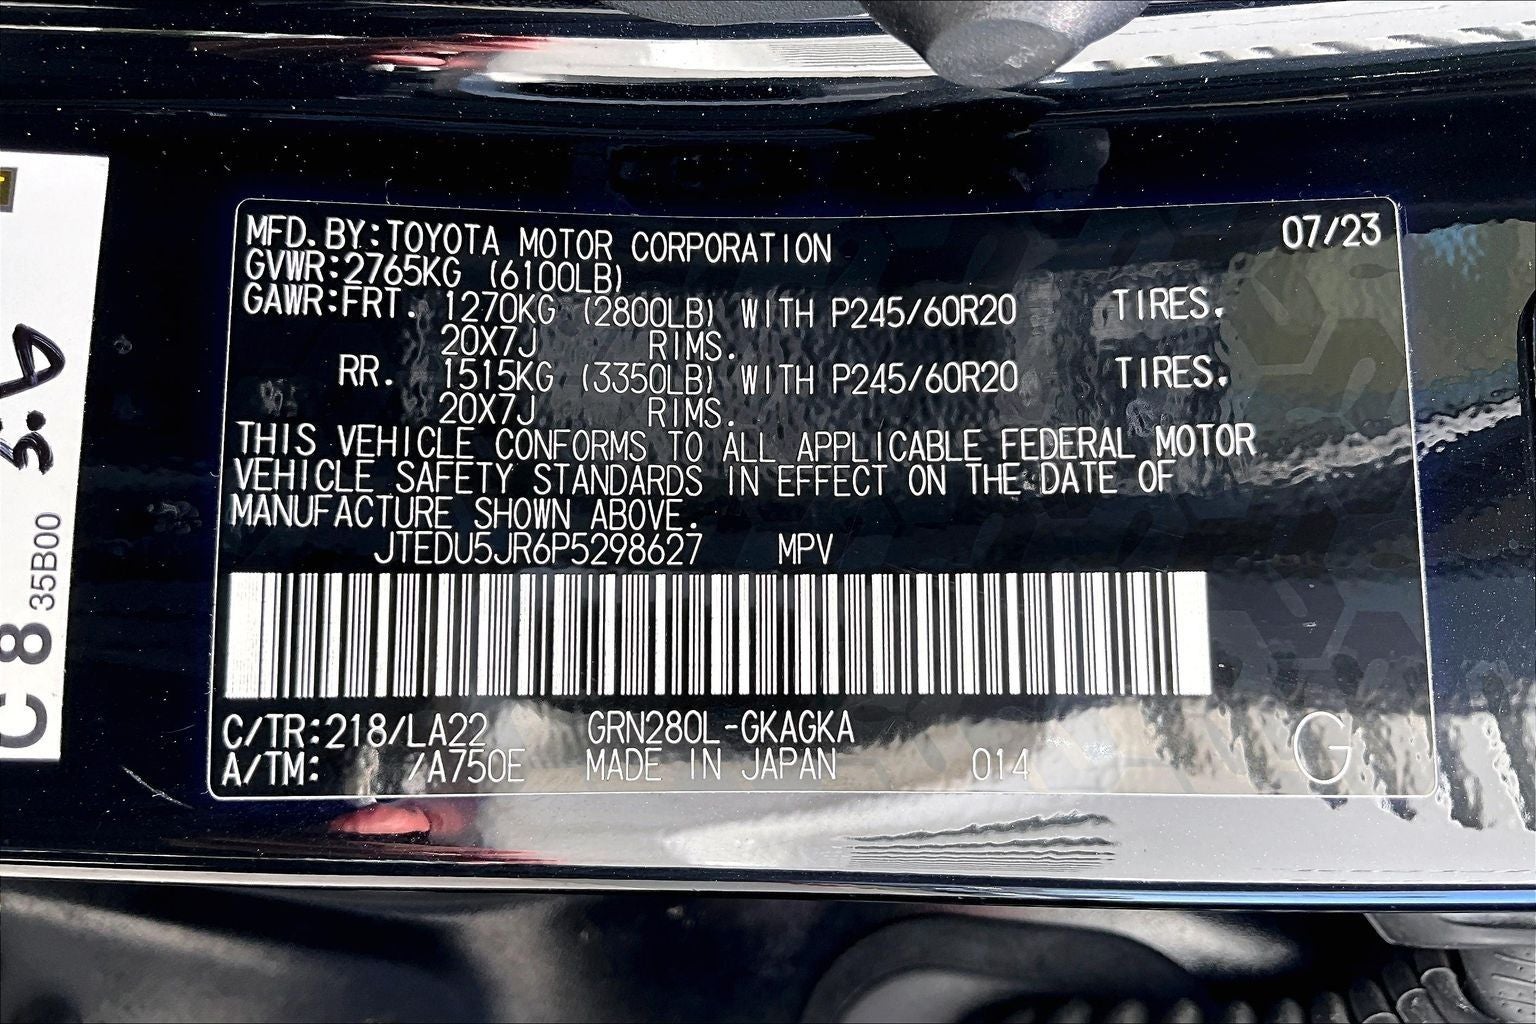 MFD. BY:TOYOTA MOTOR CORPORATION 07/23
GVWR:2765KG (6100LB)
GAWR:FRT. 1270KG (2800LB) WITH P245/60R20 TIRES.
20X7J RIMS.
RR. 1515KG (3350LB) WITH P245/60R20 TIRES.
20X7J RIMS.
THIS VEHICLE CONFORMS TO ALL APPLICABLE FEDERAL MOTOR
VEHICLE SAFETY STANDARDS IN EFFECT ON THE DATE OF
MANUFACTURE SHOWN ABOVE.
JTEDU5JR6P5298627 MPV
C/TR:218/LA22 GRN280L-GKAGKA
A/TM: /A750E MADE IN JAPAN 014 G
C8 35B00